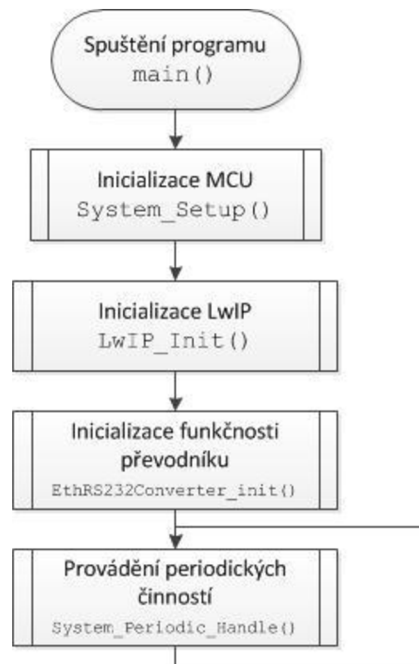 Spuštění programu
main()
Inicializace MCU
System_Setup()
Inicializace LwIP
LwIP_Init()
Inicializace funkčnosti
převodníku
EthRS232Converter_init()
Provádění periodických
činností
System_Periodic_Handle()